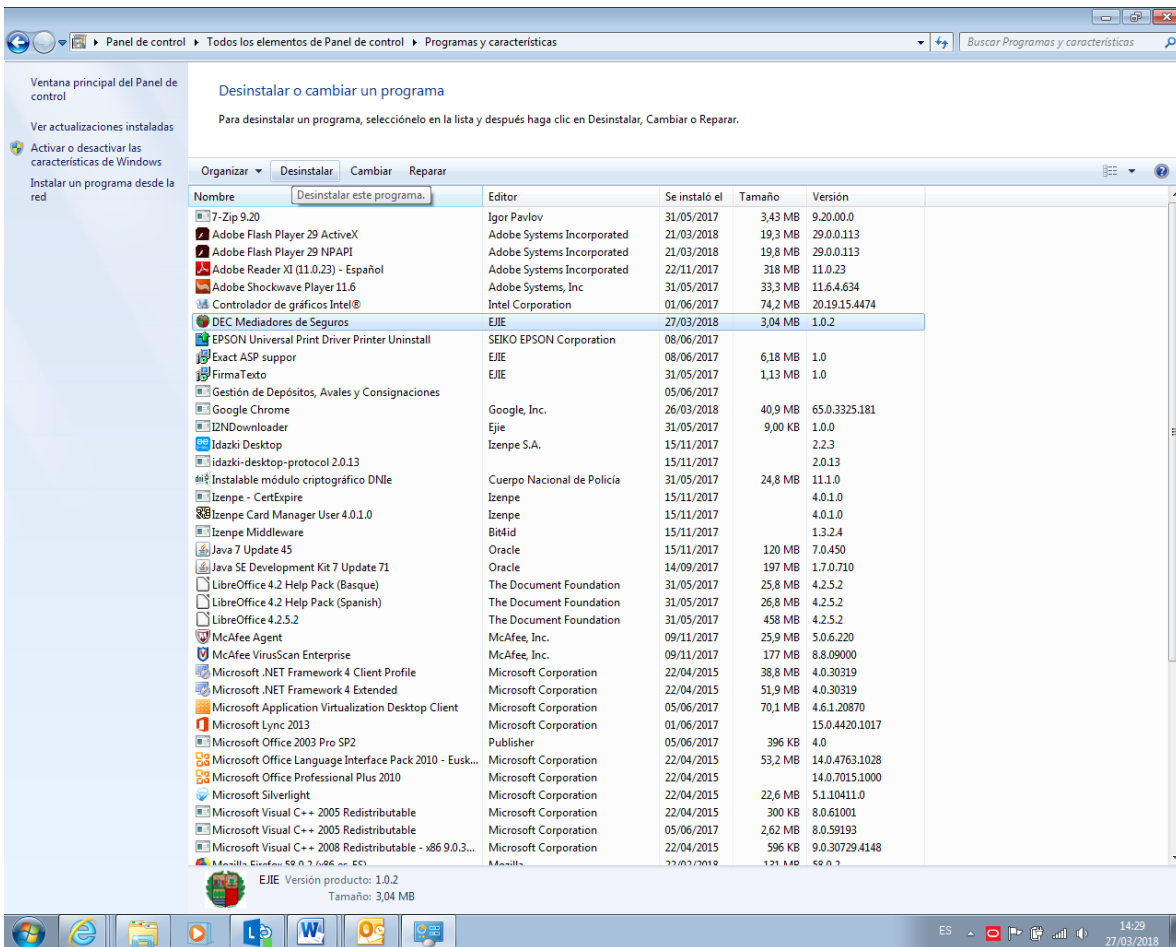 Panel de control ▸ Todos los elementos de Panel de control ▸ Programas y características
Buscar Programas y características
Ventana principal del Panel de control
Ver actualizaciones instaladas
Activar o desactivar las características de Windows
Instalar un programa desde la red
Desinstalar o cambiar un programa
Para desinstalar un programa, selecciónelo en la lista y después haga clic en Desinstalar, Cambiar o Reparar.
Organizar Desinstalar Cambiar Reparar
Desinstalar este programa.
Nombre Editor Se instaló el Tamaño Versión
7-Zip 9.20 Igor Pavlov 31/05/2017 3,43 MB 9.20.00.0
Adobe Flash Player 29 ActiveX Adobe Systems Incorporated 21/03/2018 19,3 MB 29.0.0.113
Adobe Flash Player 29 NPAPI Adobe Systems Incorporated 21/03/2018 19,8 MB 29.0.0.113
Adobe Reader XI (11.0.23) - Español Adobe Systems Incorporated 22/11/2017 318 MB 11.0.23
Adobe Shockwave Player 11.6 Adobe Systems, Inc 31/05/2017 33,3 MB 11.6.4.634
Controlador de gráficos Intel® Intel Corporation 01/06/2017 74,2 MB 20.19.15.4474
DEC Mediadores de Seguros EJIE 27/03/2018 3,04 MB 1.0.2
EPSON Universal Print Driver Printer Uninstall SEIKO EPSON Corporation 08/06/2017
Exact ASP suppor EJIE 08/06/2017 6,18 MB 1.0
FirmaTexto EJIE 31/05/2017 1,13 MB 1.0
Gestión de Depósitos, Avales y Consignaciones 05/06/2017
Google Chrome Google, Inc. 26/03/2018 40,9 MB 65.0.3325.181
I2NDownloader Ejie 31/05/2017 9,00 KB 1.0.0
Idazki Desktop Izenpe S.A. 15/11/2017 2.2.3
idazki-desktop-protocol 2.0.13 15/11/2017 2.0.13
Instalable módulo criptográfico DNIe Cuerpo Nacional de Policía 31/05/2017 24,8 MB 11.1.0
Izenpe - CertExpire Izenpe 15/11/2017 4.0.1.0
Izenpe Card Manager User 4.0.1.0 Izenpe 15/11/2017 4.0.1.0
Izenpe Middleware Bit4id 15/11/2017 1.3.2.4
Java 7 Update 45 Oracle 15/11/2017 120 MB 7.0.450
Java SE Development Kit 7 Update 71 Oracle 14/09/2017 197 MB 1.7.0.710
LibreOffice 4.2 Help Pack (Basque) The Document Foundation 31/05/2017 25,8 MB 4.2.5.2
LibreOffice 4.2 Help Pack (Spanish) The Document Foundation 31/05/2017 26,8 MB 4.2.5.2
LibreOffice 4.2.5.2 The Document Foundation 31/05/2017 458 MB 4.2.5.2
McAfee Agent McAfee, Inc. 09/11/2017 25,9 MB 5.0.6.220
McAfee VirusScan Enterprise McAfee, Inc. 09/11/2017 177 MB 8.8.09000
Microsoft .NET Framework 4 Client Profile Microsoft Corporation 22/04/2015 38,8 MB 4.0.30319
Microsoft .NET Framework 4 Extended Microsoft Corporation 22/04/2015 51,9 MB 4.0.30319
Microsoft Application Virtualization Desktop Client Microsoft Corporation 05/06/2017 70,1 MB 4.6.1.20870
Microsoft Lync 2013 Microsoft Corporation 01/06/2017 15.0.4420.1017
Microsoft Office 2003 Pro SP2 Publisher 05/06/2017 396 KB 4.0
Microsoft Office Language Interface Pack 2010 - Eusk... Microsoft Corporation 22/04/2015 53,2 MB 14.0.4763.1028
Microsoft Office Professional Plus 2010 Microsoft Corporation 22/04/2015 14.0.7015.1000
Microsoft Silverlight Microsoft Corporation 22/04/2015 22,6 MB 5.1.10411.0
Microsoft Visual C++ 2005 Redistributable Microsoft Corporation 22/04/2015 300 KB 8.0.61001
Microsoft Visual C++ 2005 Redistributable Microsoft Corporation 05/06/2017 2,62 MB 8.0.59193
Microsoft Visual C++ 2008 Redistributable - x86 9.0.3... Microsoft Corporation 22/04/2015 596 KB 9.0.30729.4148
Mozilla Firefox 58.0.2 (x86 es-ES) Mozilla 22/02/2018 131 MB 58.0.2
EJIE Versión producto: 1.0.2
Tamaño: 3,04 MB
ES 14:29
27/03/2018